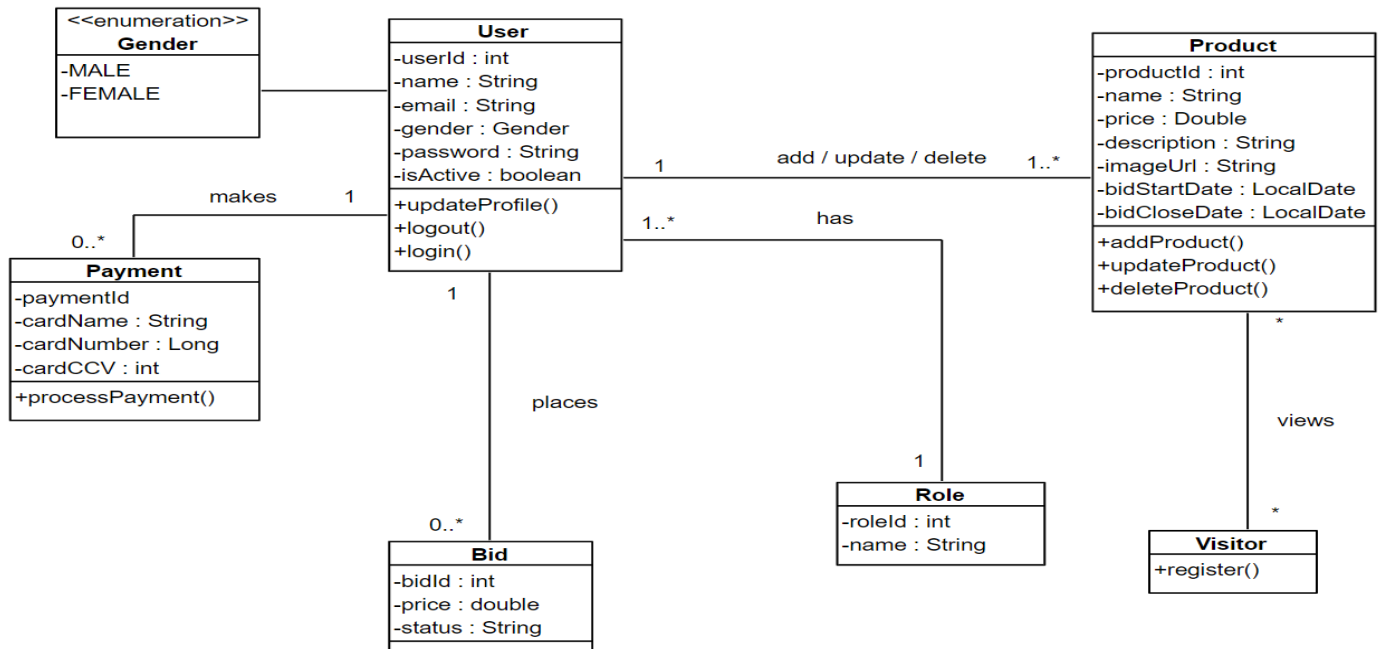 <<enumeration>>
Gender
-MALE
-FEMALE
User
-userId : int
-name : String
-email : String
-gender : Gender
-password : String
-isActive : boolean
+updateProfile()
+logout()
+login()
Product
-productId : int
-name : String
-price : Double
-description : String
-imageUrl : String
-bidStartDate : LocalDate
-bidCloseDate : LocalDate
+addProduct()
+updateProduct()
+deleteProduct()
1 add / update / delete 1..*
makes 1
0..*
1..* has
1
Payment
-paymentId
-cardName : String
-cardNumber : Long
-cardCCV : int
+processPayment()
1
places
0..*
Bid
-bidId : int
-price : double
-status : String
Role
-roleId : int
-name : String
*
views
*
Visitor
+register()